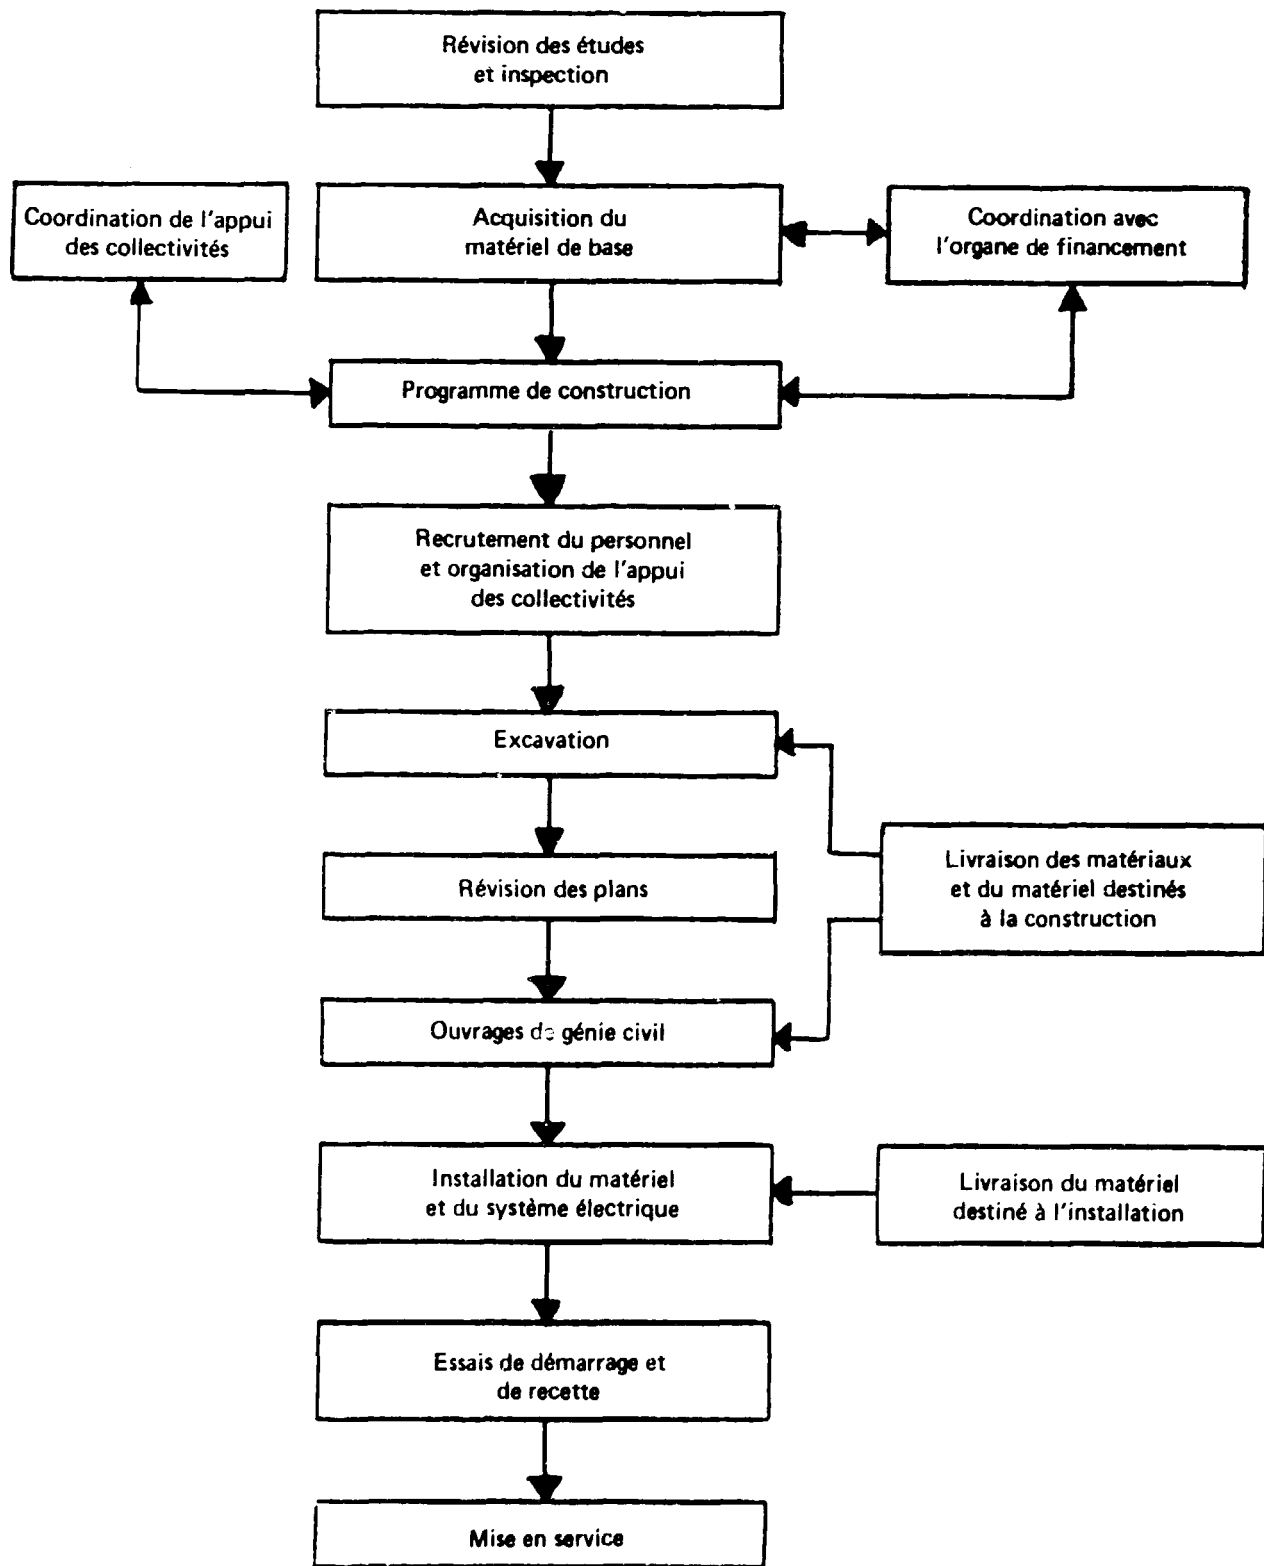 Révision des études
et inspection
Coordination de l'appui
des collectivités
Acquisition du
matériel de base
Coordination avec
l'organe de financement
Programme de construction
Recrutement du personnel
et organisation de l'appui
des collectivités
Excavation
Révision des plans
Livraison des matériaux
et du matériel destinés
à la construction
Ouvrages de génie civil
Installation du matériel
et du système électrique
Livraison du matériel
destiné à l'installation
Essais de démarrage et
de recette
Mise en service